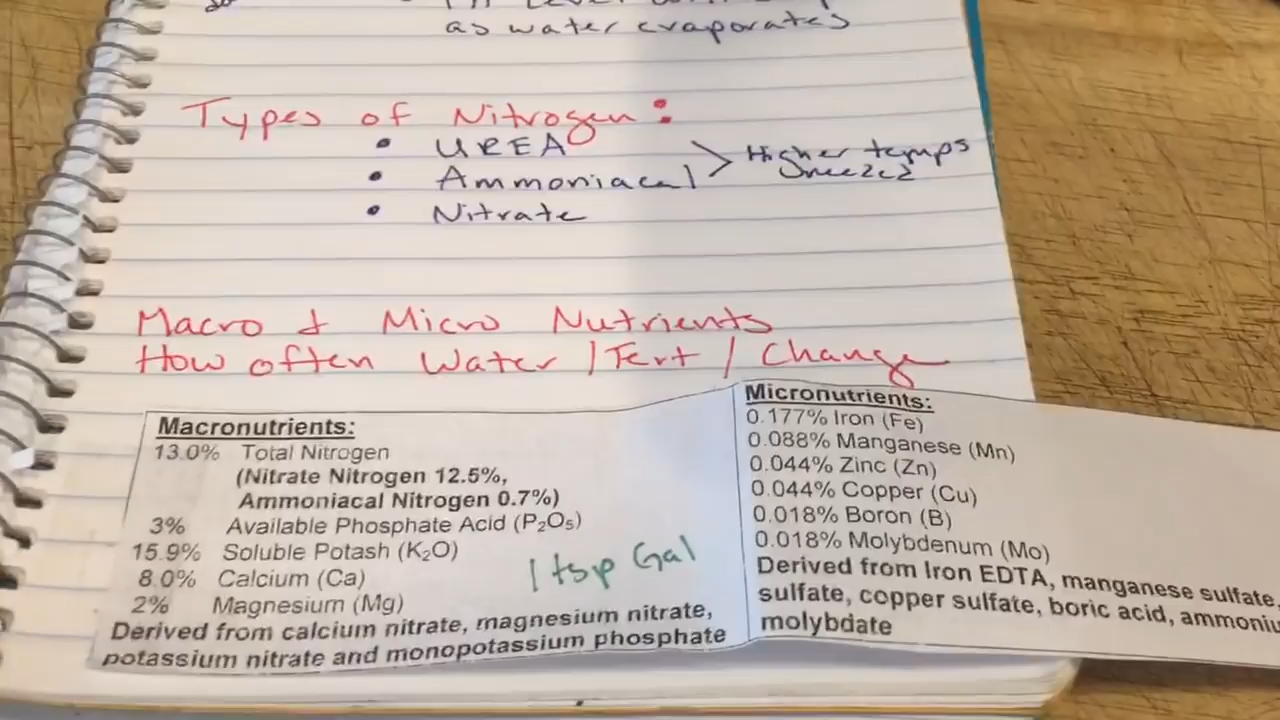 as water evaporates
Types of Nitrogen:
• UREA
• Ammoniacal > Higher temps
• Nitrate
Macro & Micro Nutrients
How often Water / Fert / Change
Macronutrients:
13.0% Total Nitrogen
(Nitrate Nitrogen 12.5%,
Ammoniacal Nitrogen 0.7%)
3% Available Phosphate Acid (P₂O₅)
15.9% Soluble Potash (K₂O)
8.0% Calcium (Ca)
2% Magnesium (Mg)
Derived from calcium nitrate, magnesium nitrate,
potassium nitrate and monopotassium phosphate
1 tsp Gal
Micronutrients:
0.177% Iron (Fe)
0.088% Manganese (Mn)
0.044% Zinc (Zn)
0.044% Copper (Cu)
0.018% Boron (B)
0.018% Molybdenum (Mo)
Derived from Iron EDTA, manganese sulfate,
sulfate, copper sulfate, boric acid, ammoniu
molybdate